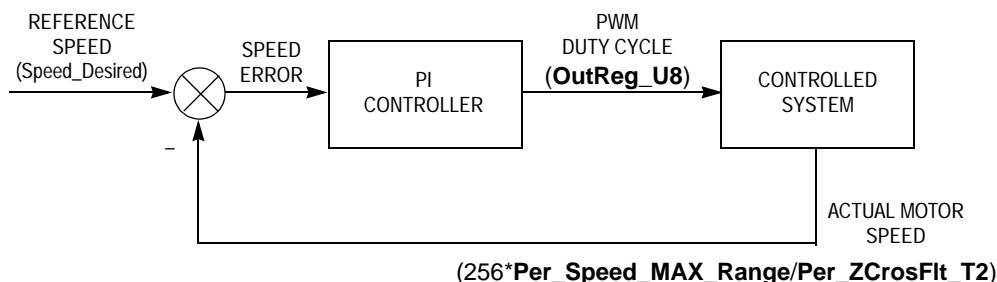 REFERENCE
SPEED
(Speed_Desired)
SPEED
ERROR
PI
CONTROLLER
PWM
DUTY CYCLE
(OutReg_U8)
CONTROLLED
SYSTEM
–
ACTUAL MOTOR
SPEED
(256*Per_Speed_MAX_Range/Per_ZCrosFlt_T2)